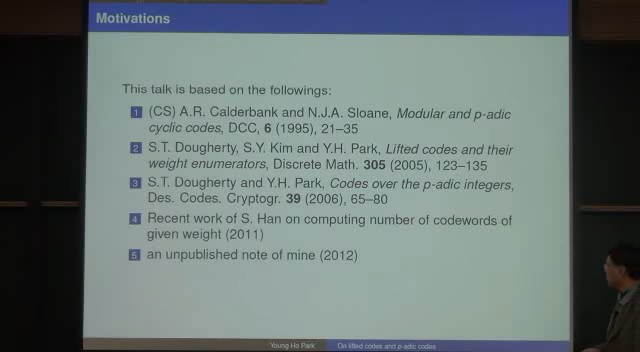 Motivations
This talk is based on the followings:
1 (CS) A.R. Calderbank and N.J.A. Sloane, Modular and p-adic
cyclic codes, DCC, 6 (1995), 21–35
2 S.T. Dougherty, S.Y. Kim and Y.H. Park, Lifted codes and their
weight enumerators, Discrete Math. 305 (2005), 123–135
3 S.T. Dougherty and Y.H. Park, Codes over the p-adic integers,
Des. Codes. Cryptogr. 39 (2006), 65–80
4 Recent work of S. Han on computing number of codewords of
given weight (2011)
5 an unpublished note of mine (2012)
Young Ho Park On lifted codes and p-adic codes